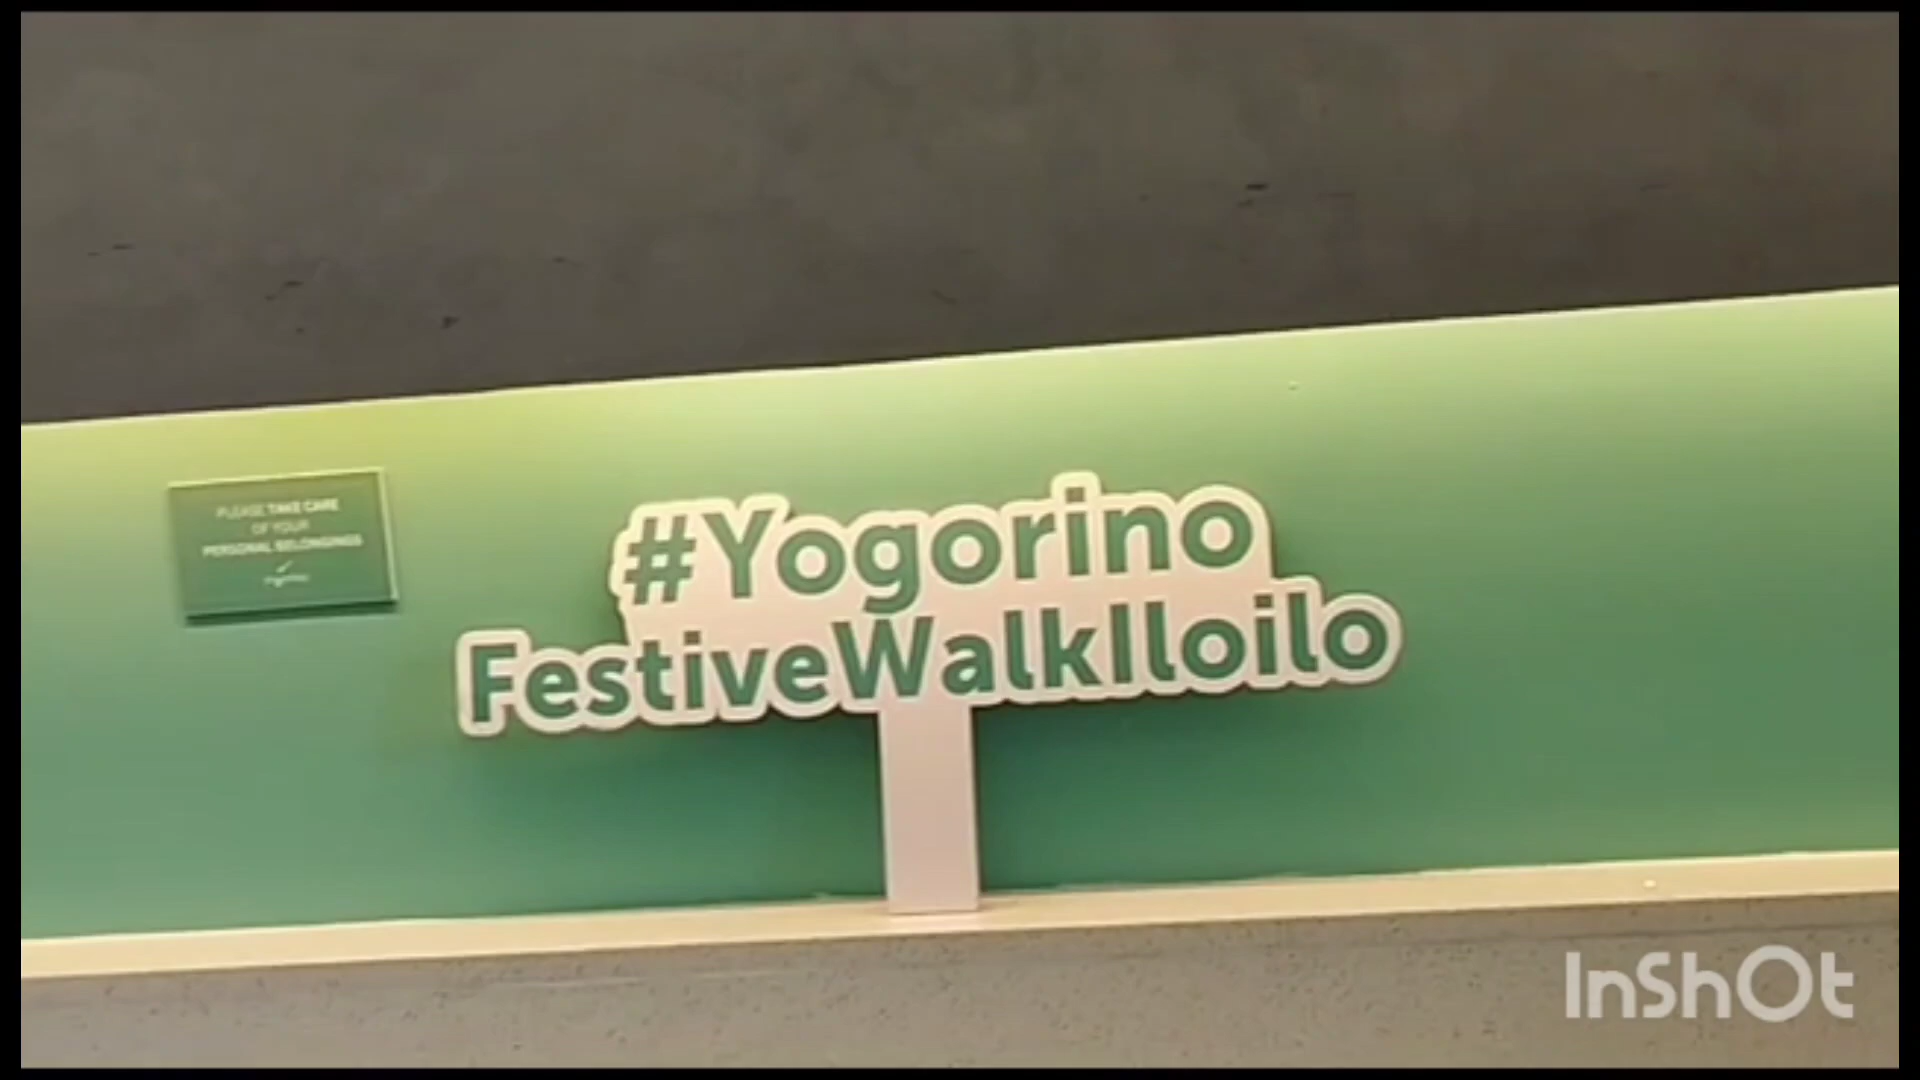 PLEASE TAKE CARE
OF YOUR
PERSONAL BELONGINGS
#Yogorino
FestiveWalkIloilo
InShOt